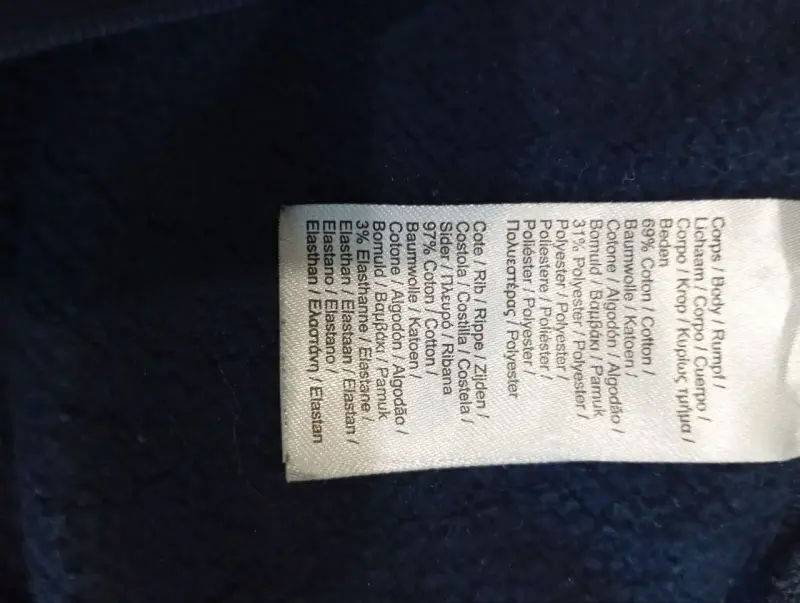 Corps / Body / Rumpf /
Lichaam / Corpo / Cuerpo /
Corpo / Krop / Κυρίως τμήμα /
Beden
69% Coton / Cotton /
Baumwolle / Katoen /
Cotone / Algodón / Algodão /
Bomuld / Βαμβάκι / Pamuk
31% Polyester / Polyester /
Polyester / Polyester /
Poliestere / Poliéster /
Poliéster / Polyester /
Πολυεστέρας / Polyester
Cote / Rib / Rippe / Zijden /
Costola / Costilla / Costela /
Sider / Πλευρό / Ribana
97% Coton / Cotton /
Baumwolle / Katoen /
Cotone / Algodón / Algodão /
Bomuld / Βαμβάκι / Pamuk
3% Elasthanne / Elastane /
Elasthan / Elastaan / Elastan /
Elastano / Elastano /
Elasthan / Ελαστάνη / Elastan